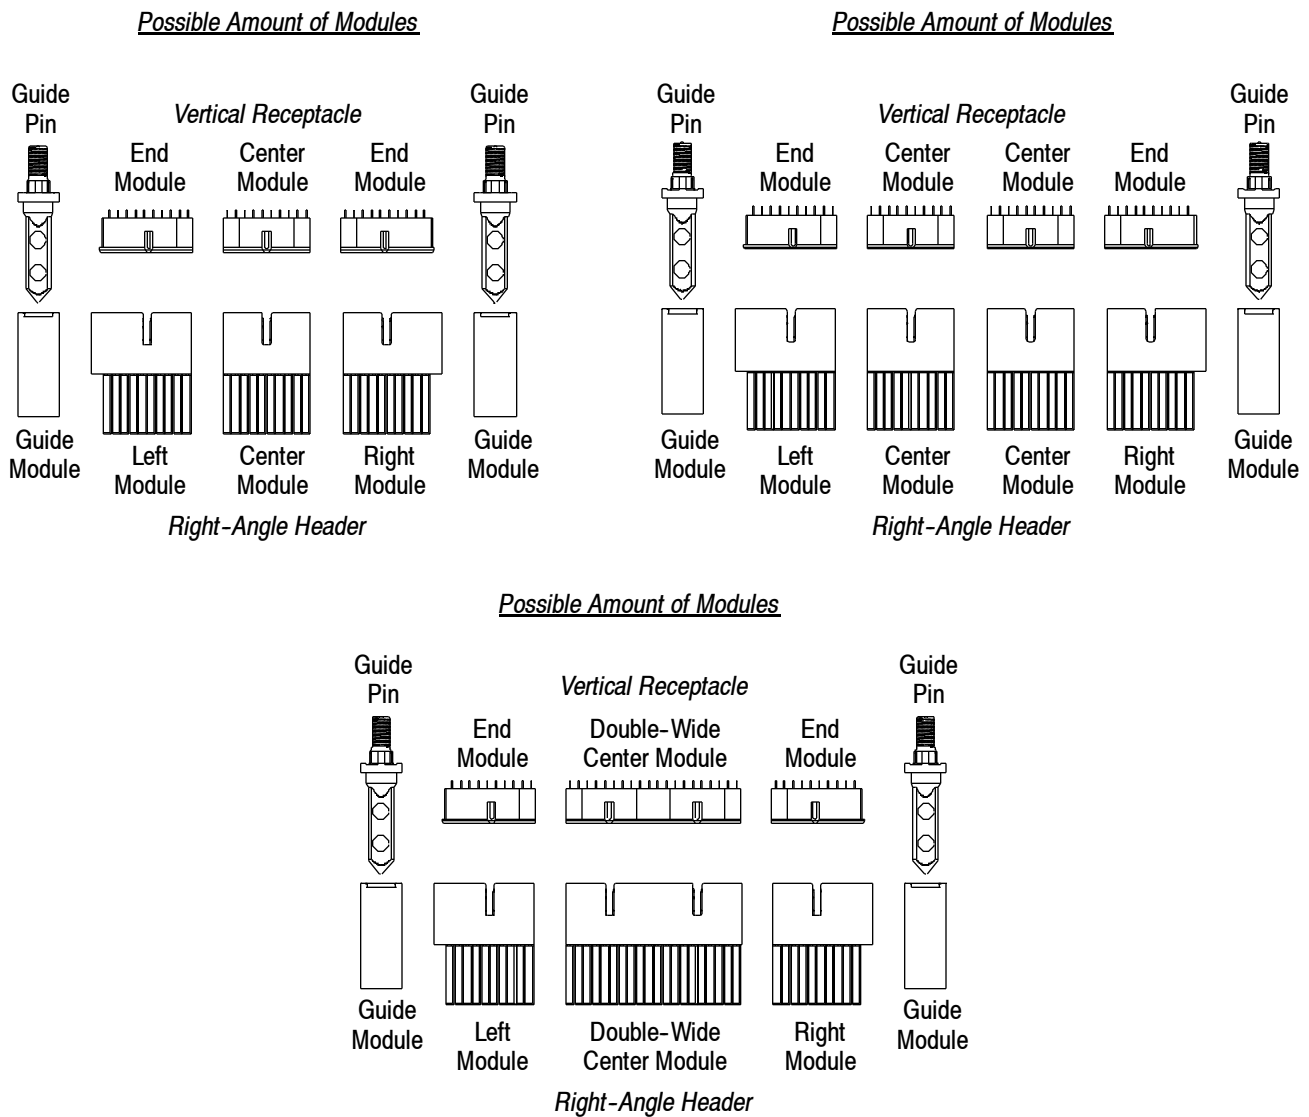 Possible Amount of Modules
Guide
Pin
Vertical Receptacle
Guide
Pin
End
Module
Center
Module
End
Module
Guide
Module
Left
Module
Center
Module
Right
Module
Guide
Module
Right-Angle Header
Possible Amount of Modules
Guide
Pin
Vertical Receptacle
Guide
Pin
End
Module
Center
Module
Center
Module
End
Module
Guide
Module
Left
Module
Center
Module
Center
Module
Right
Module
Guide
Module
Right-Angle Header
Possible Amount of Modules
Guide
Pin
Vertical Receptacle
Guide
Pin
End
Module
Double-Wide
Center Module
End
Module
Guide
Module
Left
Module
Double-Wide
Center Module
Right
Module
Guide
Module
Right-Angle Header